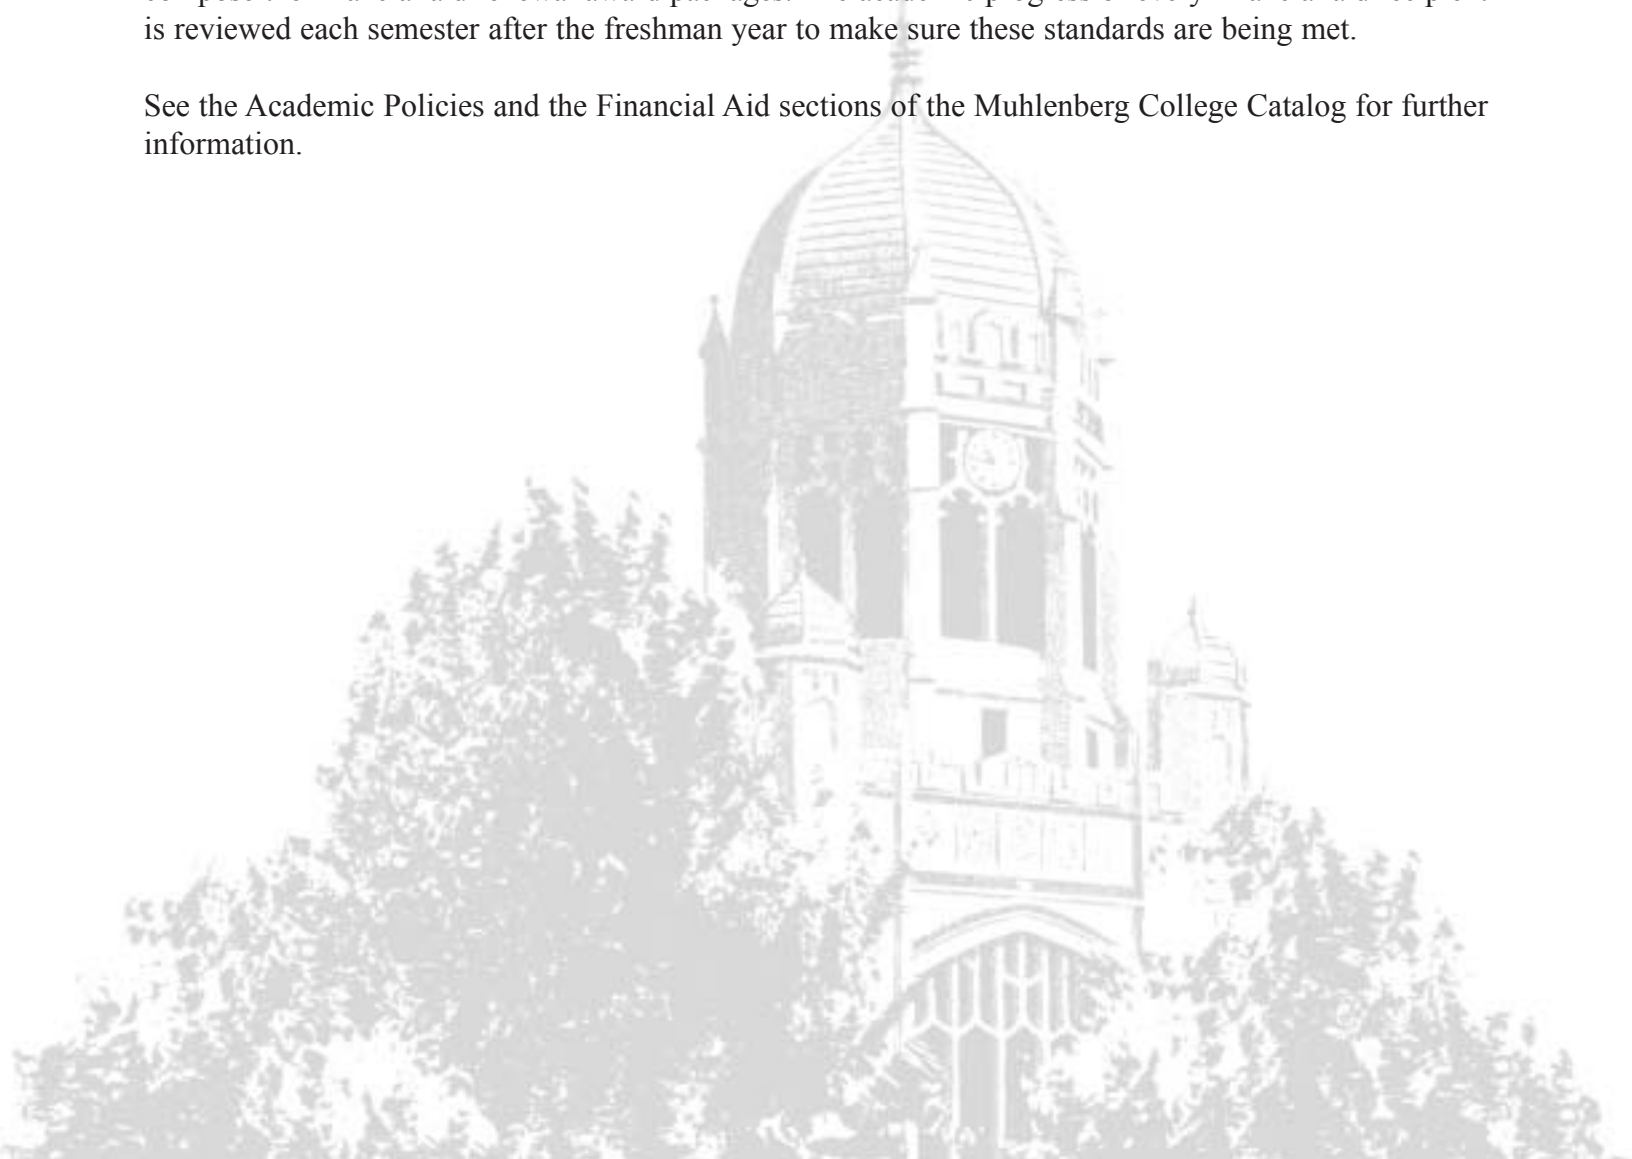 is reviewed each semester after the freshman year to make sure these standards are being met.
See the Academic Policies and the Financial Aid sections of the Muhlenberg College Catalog for further
information.